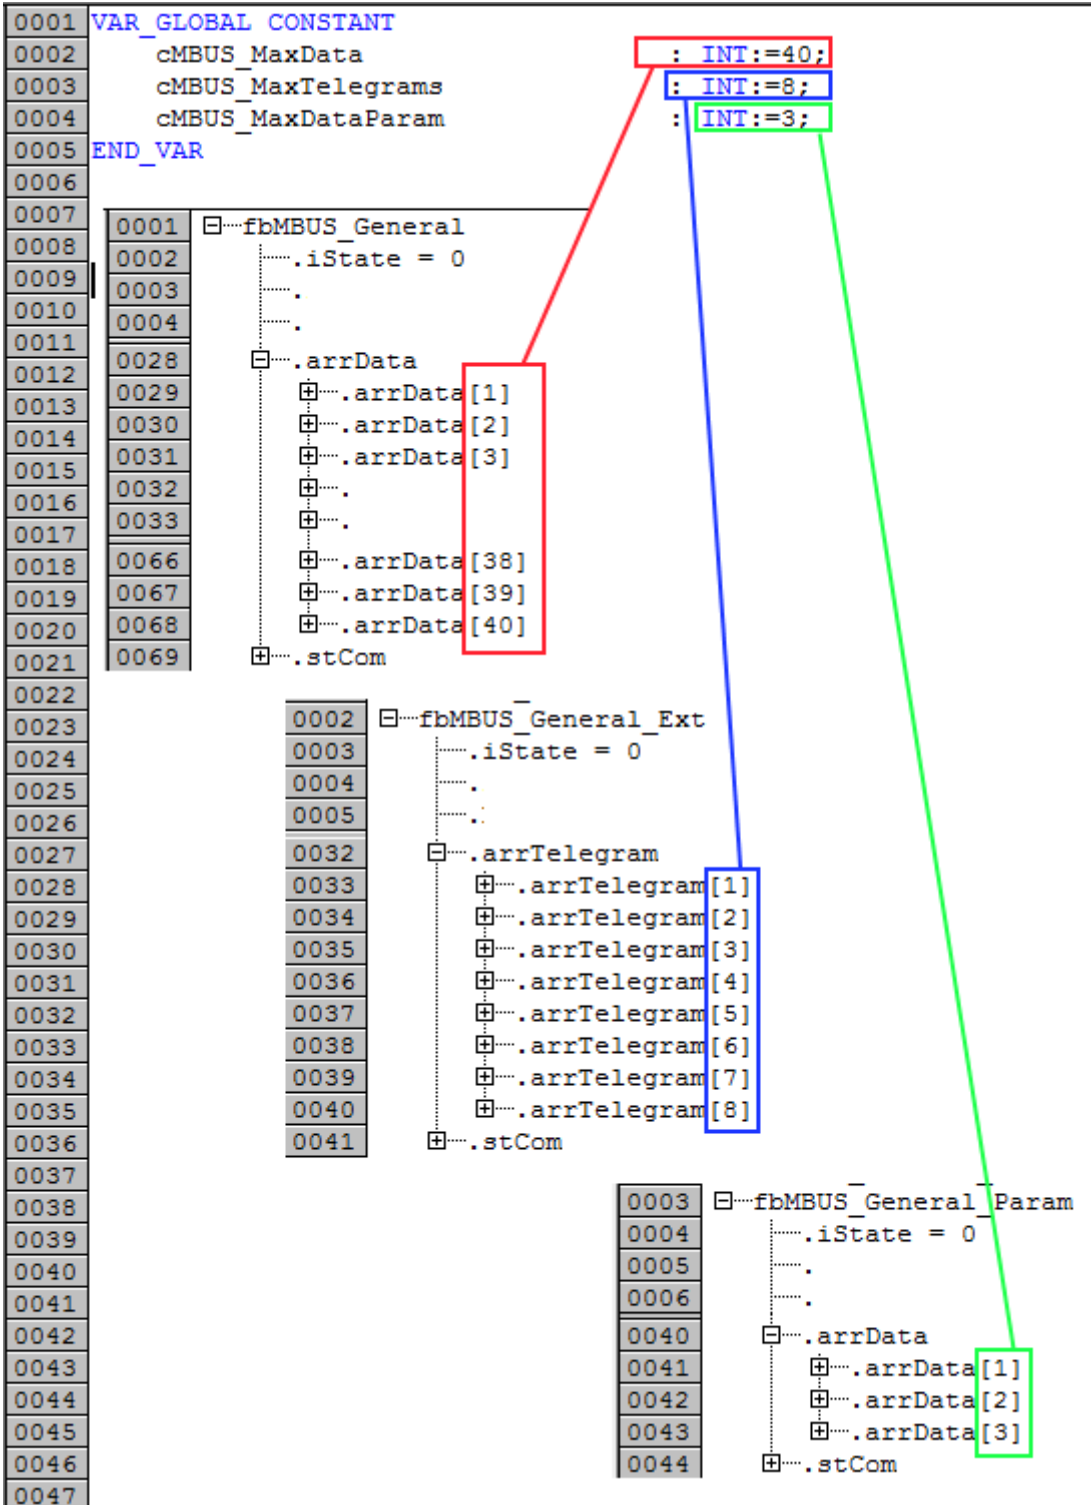 0001 VAR_GLOBAL CONSTANT
0002 cMBUS_MaxData : INT:=40;
0003 cMBUS_MaxTelegrams : INT:=8;
0004 cMBUS_MaxDataParam : INT:=3;
0005 END_VAR
0006
0007
0008
0009
0010
0011
0012
0013
0014
0015
0016
0017
0018
0019
0020
0021
0022
0023
0024
0025
0026
0027
0028
0029
0030
0031
0032
0033
0034
0035
0036
0037
0038
0039
0040
0041
0042
0043
0044
0045
0046
0047
0001 fbMBUS_General
0002 .iState = 0
0003 .
0004 .
0028 .arrData
0029 .arrData[1]
0030 .arrData[2]
0031 .arrData[3]
0032 .
0033 .
0066 .arrData[38]
0067 .arrData[39]
0068 .arrData[40]
0069 .stCom
0002 fbMBUS_General_Ext
0003 .iState = 0
0004 .
0005 .
0032 .arrTelegram
0033 .arrTelegram[1]
0034 .arrTelegram[2]
0035 .arrTelegram[3]
0036 .arrTelegram[4]
0037 .arrTelegram[5]
0038 .arrTelegram[6]
0039 .arrTelegram[7]
0040 .arrTelegram[8]
0041 .stCom
0003 fbMBUS_General_Param
0004 .iState = 0
0005 .
0006 .
0040 .arrData
0041 .arrData[1]
0042 .arrData[2]
0043 .arrData[3]
0044 .stCom